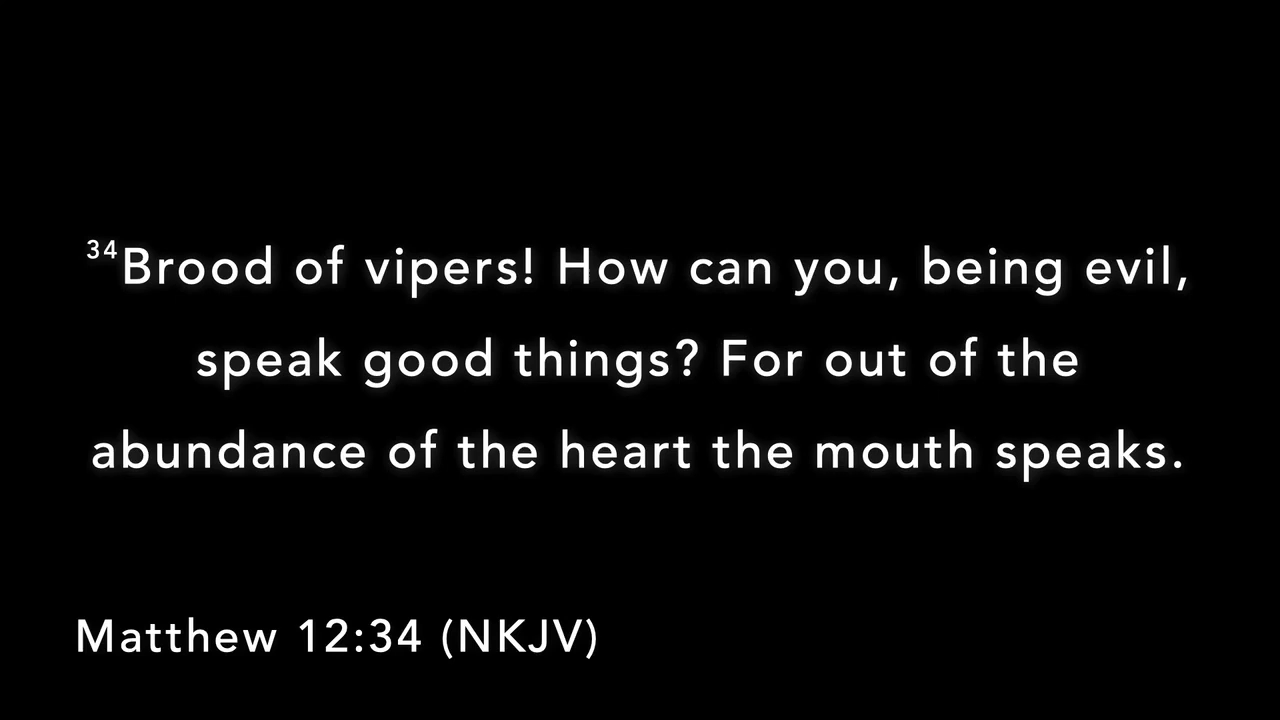 34Brood of vipers! How can you, being evil,
speak good things? For out of the
abundance of the heart the mouth speaks.
Matthew 12:34 (NKJV)